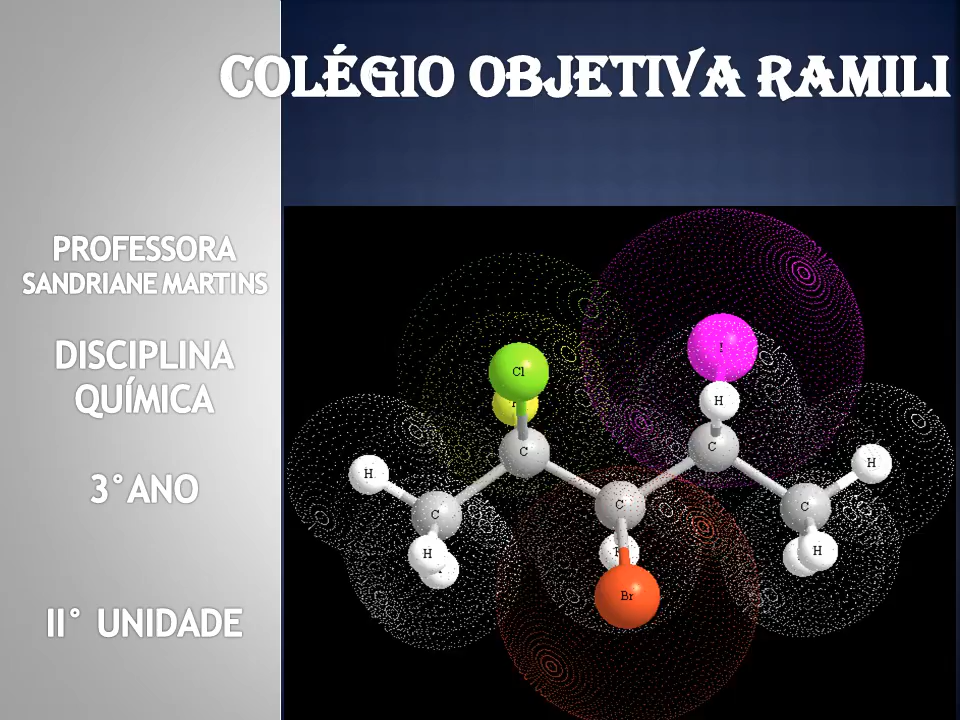 COLÉGIO OBJETIVA RAMILI
PROFESSORA
SANDRIANE MARTINS
DISCIPLINA
QUÍMICA
3°ANO
II° UNIDADE
Cl
I
H
C
C
H
H
C
C
C
H
H
Br